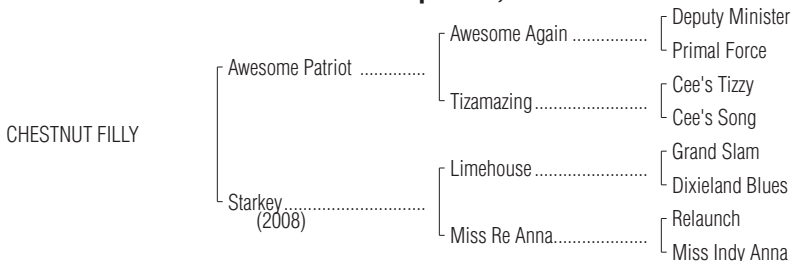 Deputy Minister
Awesome Again ................
Primal Force
Awesome Patriot ..............
Cee's Tizzy
Tizamazing.......................
Cee's Song
CHESTNUT FILLY
Grand Slam
Limehouse.......................
Dixieland Blues
Starkey.............................
(2008)
Relaunch
Miss Re Anna...................
Miss Indy Anna